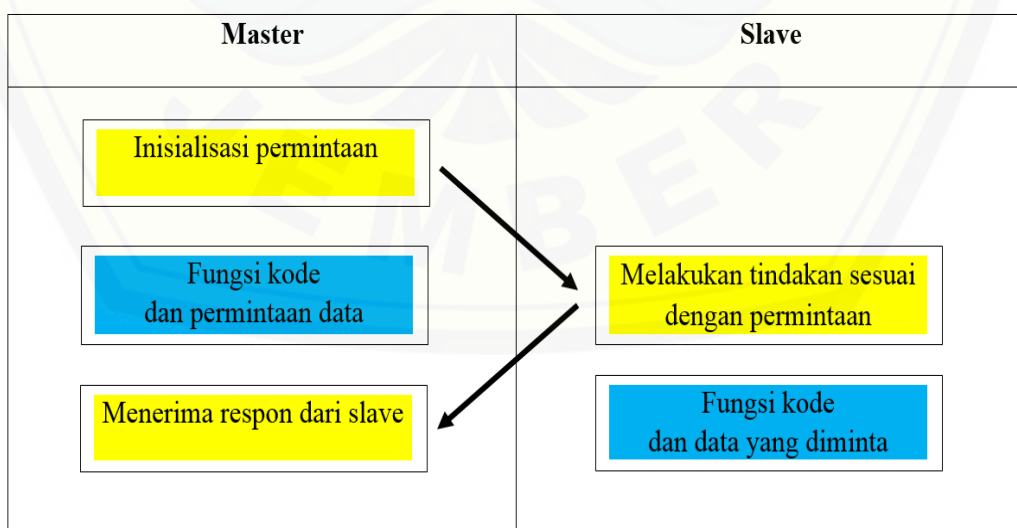 Master
Slave
Inisialisasi permintaan
Fungsi kode
dan permintaan data
Melakukan tindakan sesuai
dengan permintaan
Menerima respon dari slave
Fungsi kode
dan data yang diminta